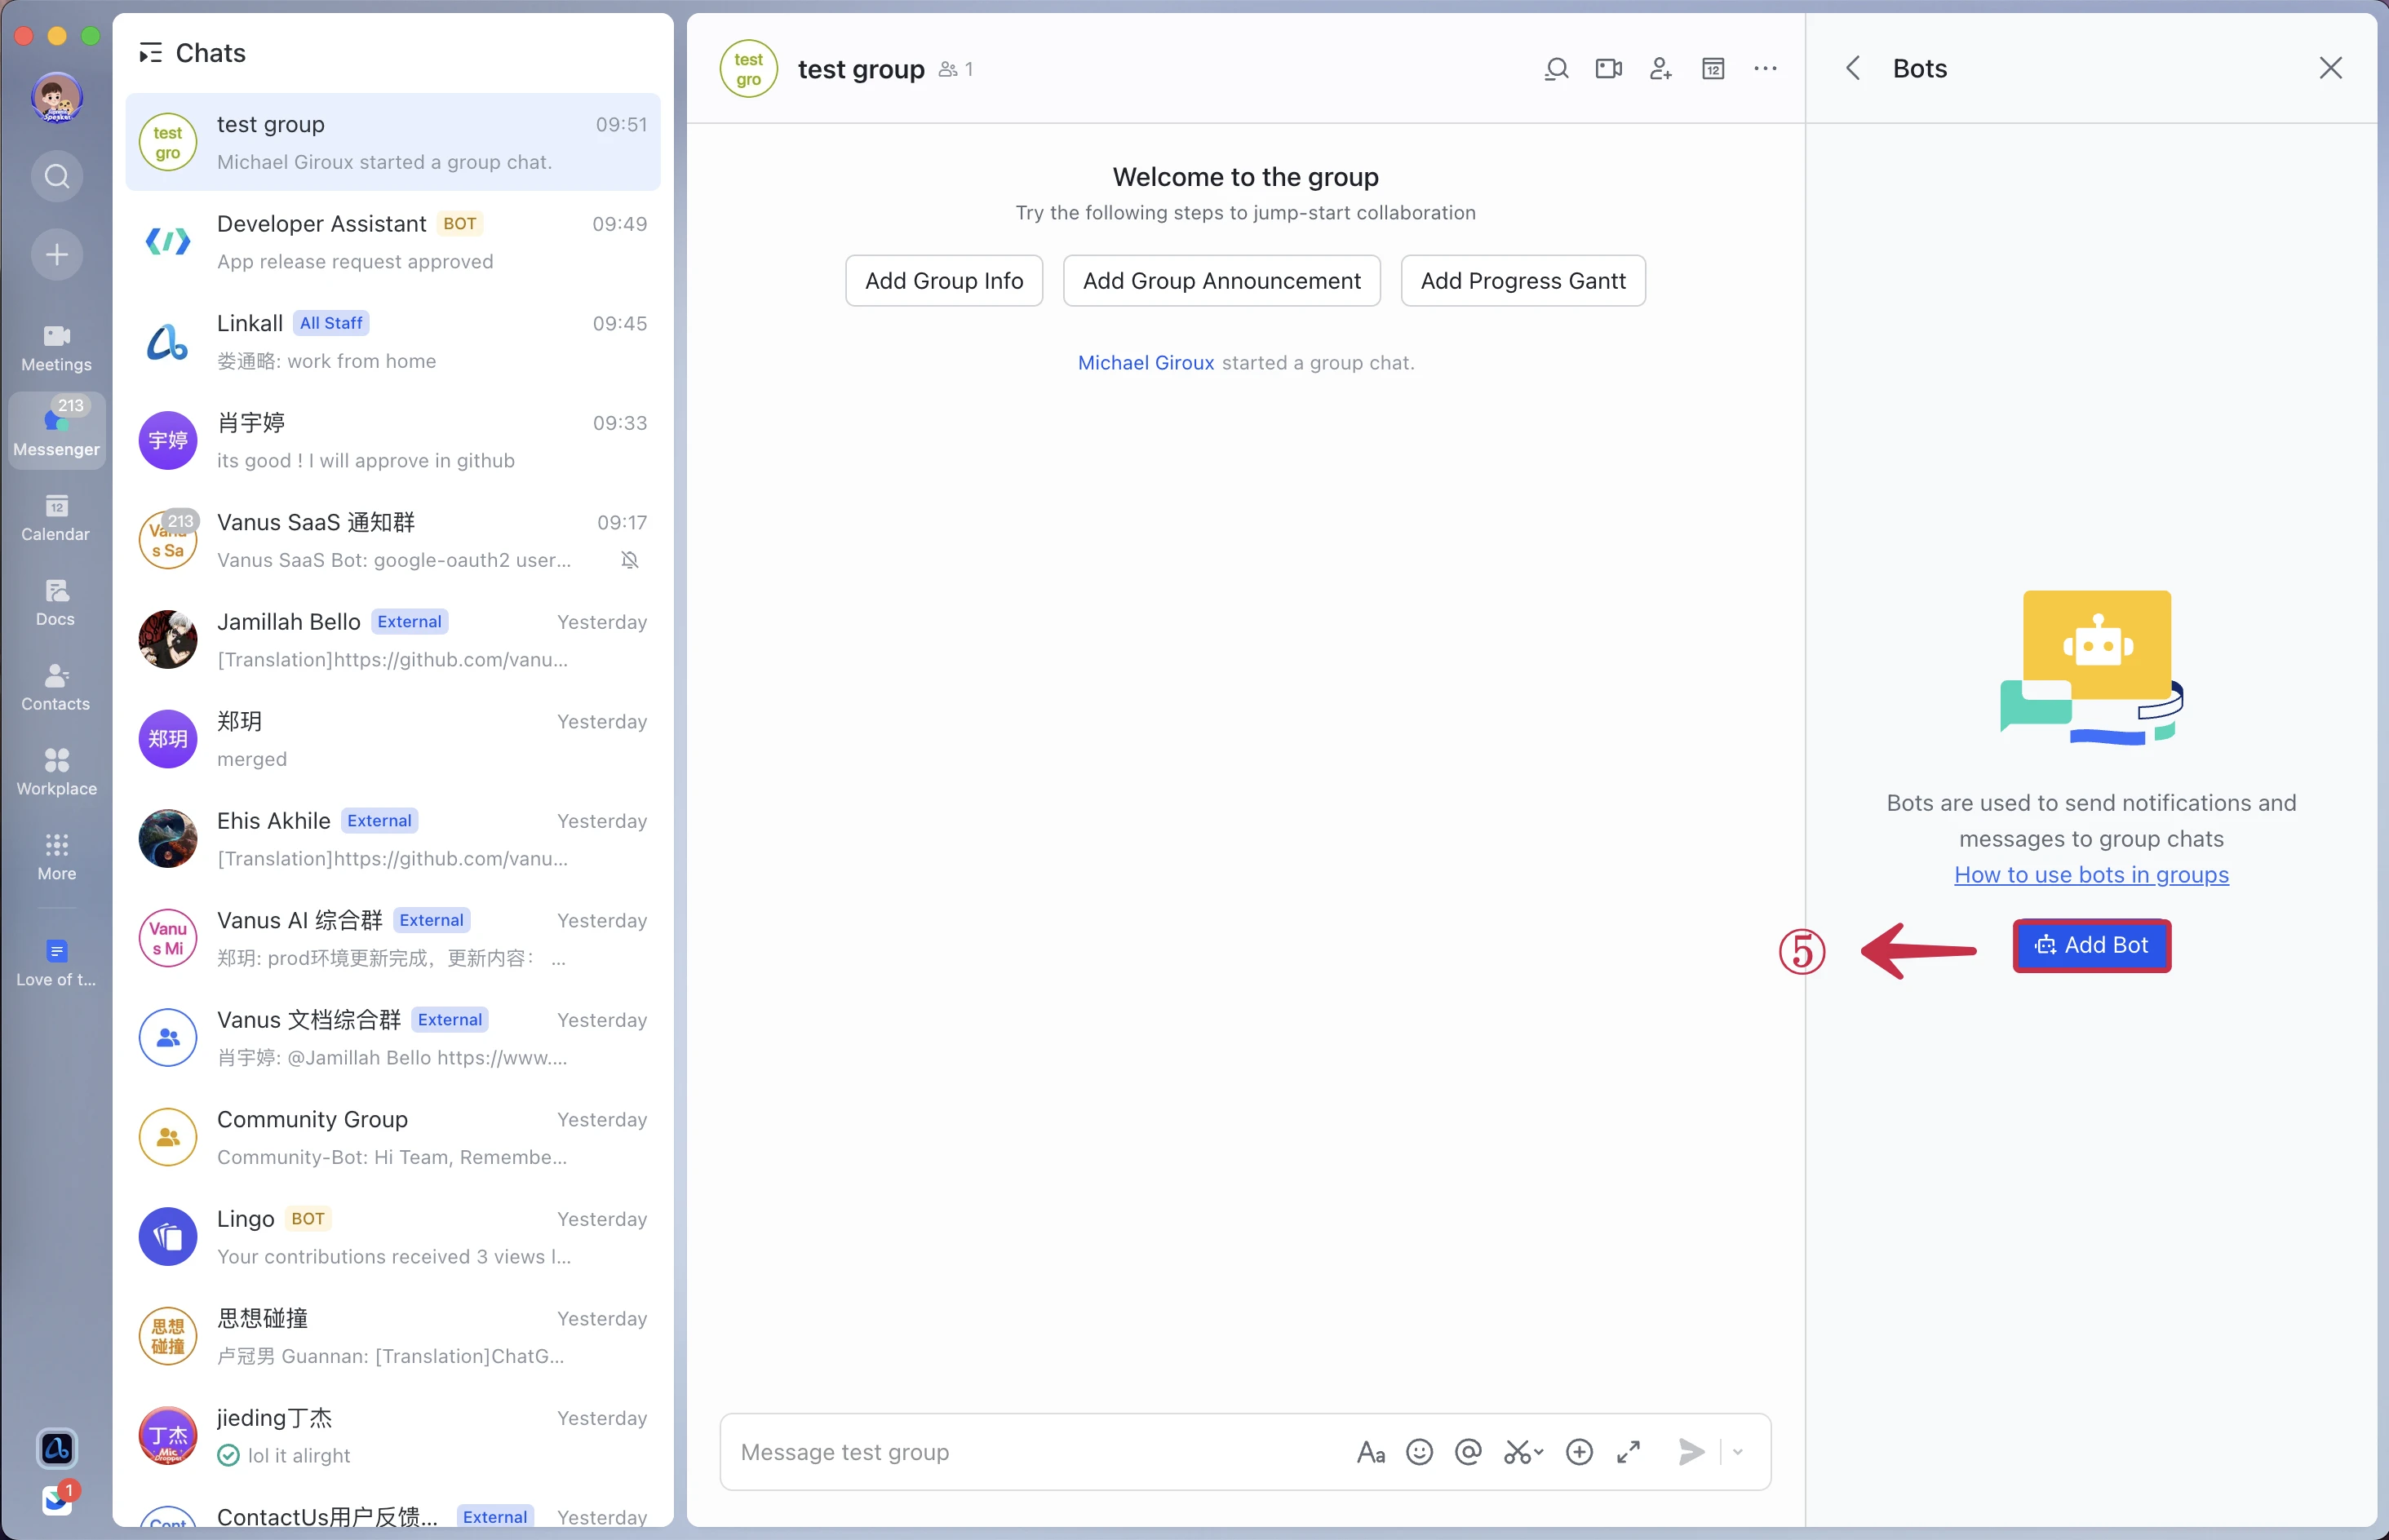 Chats
test gro
test group
09:51
Michael Giroux started a group chat.
Developer Assistant BOT
09:49
App release request approved
Linkall All Staff
09:45
娄通略: work from home
宇婷
肖宇婷
09:33
its good ! I will approve in github
213
s Sa
Vanus SaaS 通知群
09:17
Vanus SaaS Bot: google-oauth2 user...
Jamillah Bello External
Yesterday
[Translation]https://github.com/vanu...
郑玥
郑玥
Yesterday
merged
Ehis Akhile External
Yesterday
[Translation]https://github.com/vanu...
Vanu
s Mi
Vanus AI 综合群 External
Yesterday
郑玥: prod环境更新完成，更新内容： ...
Vanus 文档综合群 External
Yesterday
肖宇婷: @Jamillah Bello https://www....
Community Group
Yesterday
Community-Bot: Hi Team, Remembe...
Lingo BOT
Yesterday
Your contributions received 3 views l...
思想
碰撞
思想碰撞
Yesterday
卢冠男 Guannan: [Translation]ChatG...
丁杰
Mic
Dropper
jieding丁杰
Yesterday
lol it alirght
Cont
ContactUs用户反馈... External
Yesterday
Speaker
Meetings
213
Messenger
12
Calendar
Docs
Contacts
Workplace
More
Love of t...
1
test
gro
test group 1
12
Welcome to the group
Try the following steps to jump-start collaboration
Add Group Info
Add Group Announcement
Add Progress Gantt
Michael Giroux started a group chat.
Message test group
Aa
Bots
Bots are used to send notifications and
messages to group chats
How to use bots in groups
⑤
Add Bot